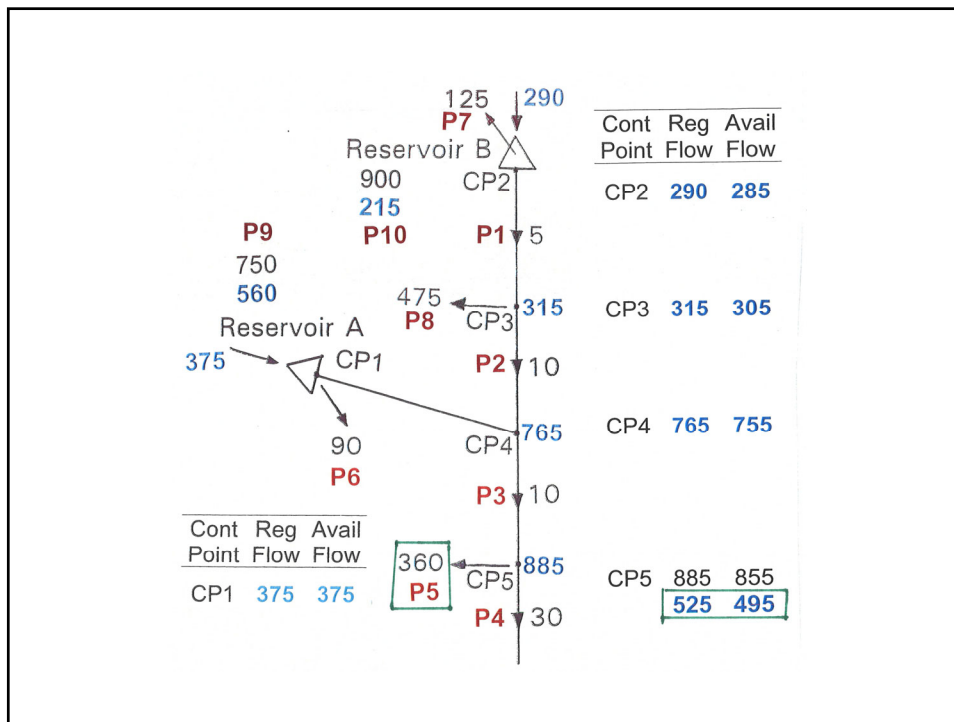 125 290
P7
Reservoir B
CP2
900
215
P10
P1 5
P9
750
560
Reservoir A
375
CP1
475
P8
CP3
315
P2 10
90
P6
CP4
765
P3 10
360
P5
CP5
885
P4 30
Cont Reg Avail
Point Flow Flow
CP1 375 375
Cont Reg Avail
Point Flow Flow
CP2 290 285
CP3 315 305
CP4 765 755
CP5 885 855
525 495